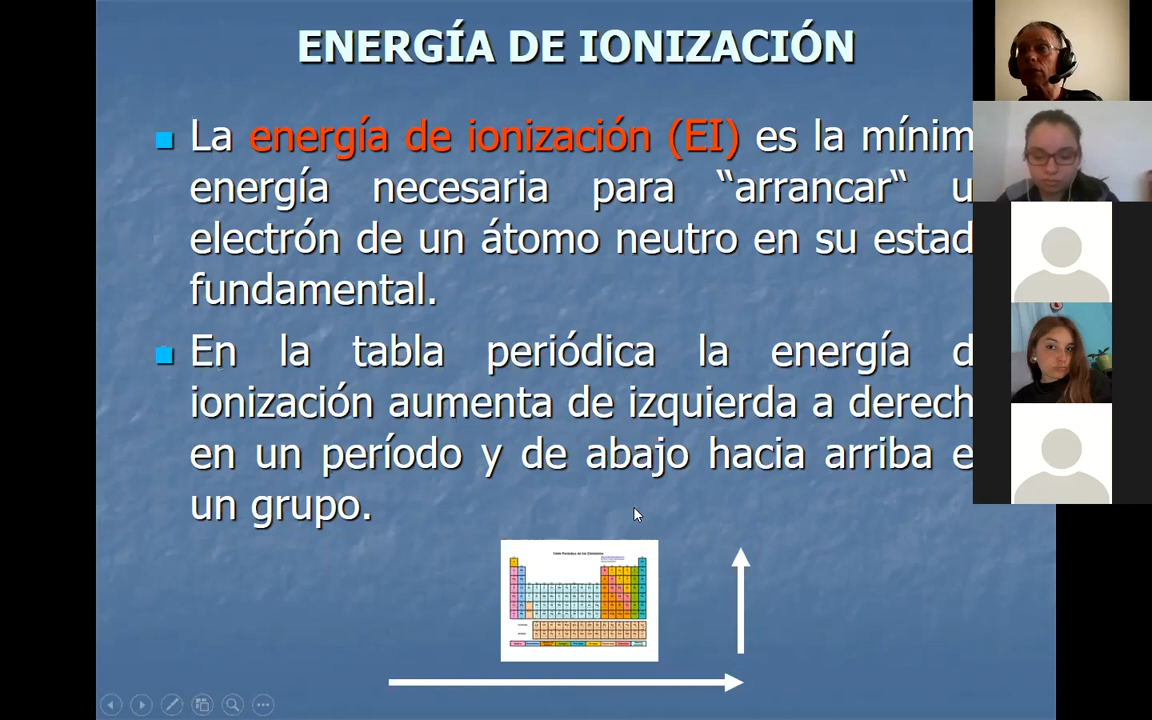 ENERGÍA DE IONIZACIÓN
La energía de ionización (EI) es la mínim
energía necesaria para “arrancar“ u
electrón de un átomo neutro en su estad
fundamental.
En la tabla periódica la energía d
ionización aumenta de izquierda a derech
en un período y de abajo hacia arriba e
un grupo.